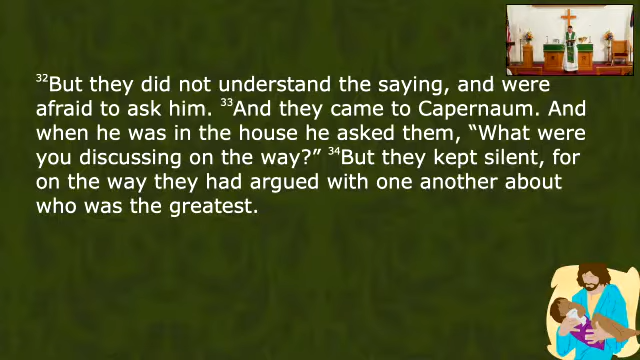 ³²But they did not understand the saying, and were
afraid to ask him. ³³And they came to Capernaum. And
when he was in the house he asked them, “What were
you discussing on the way?” ³⁴But they kept silent, for
on the way they had argued with one another about
who was the greatest.